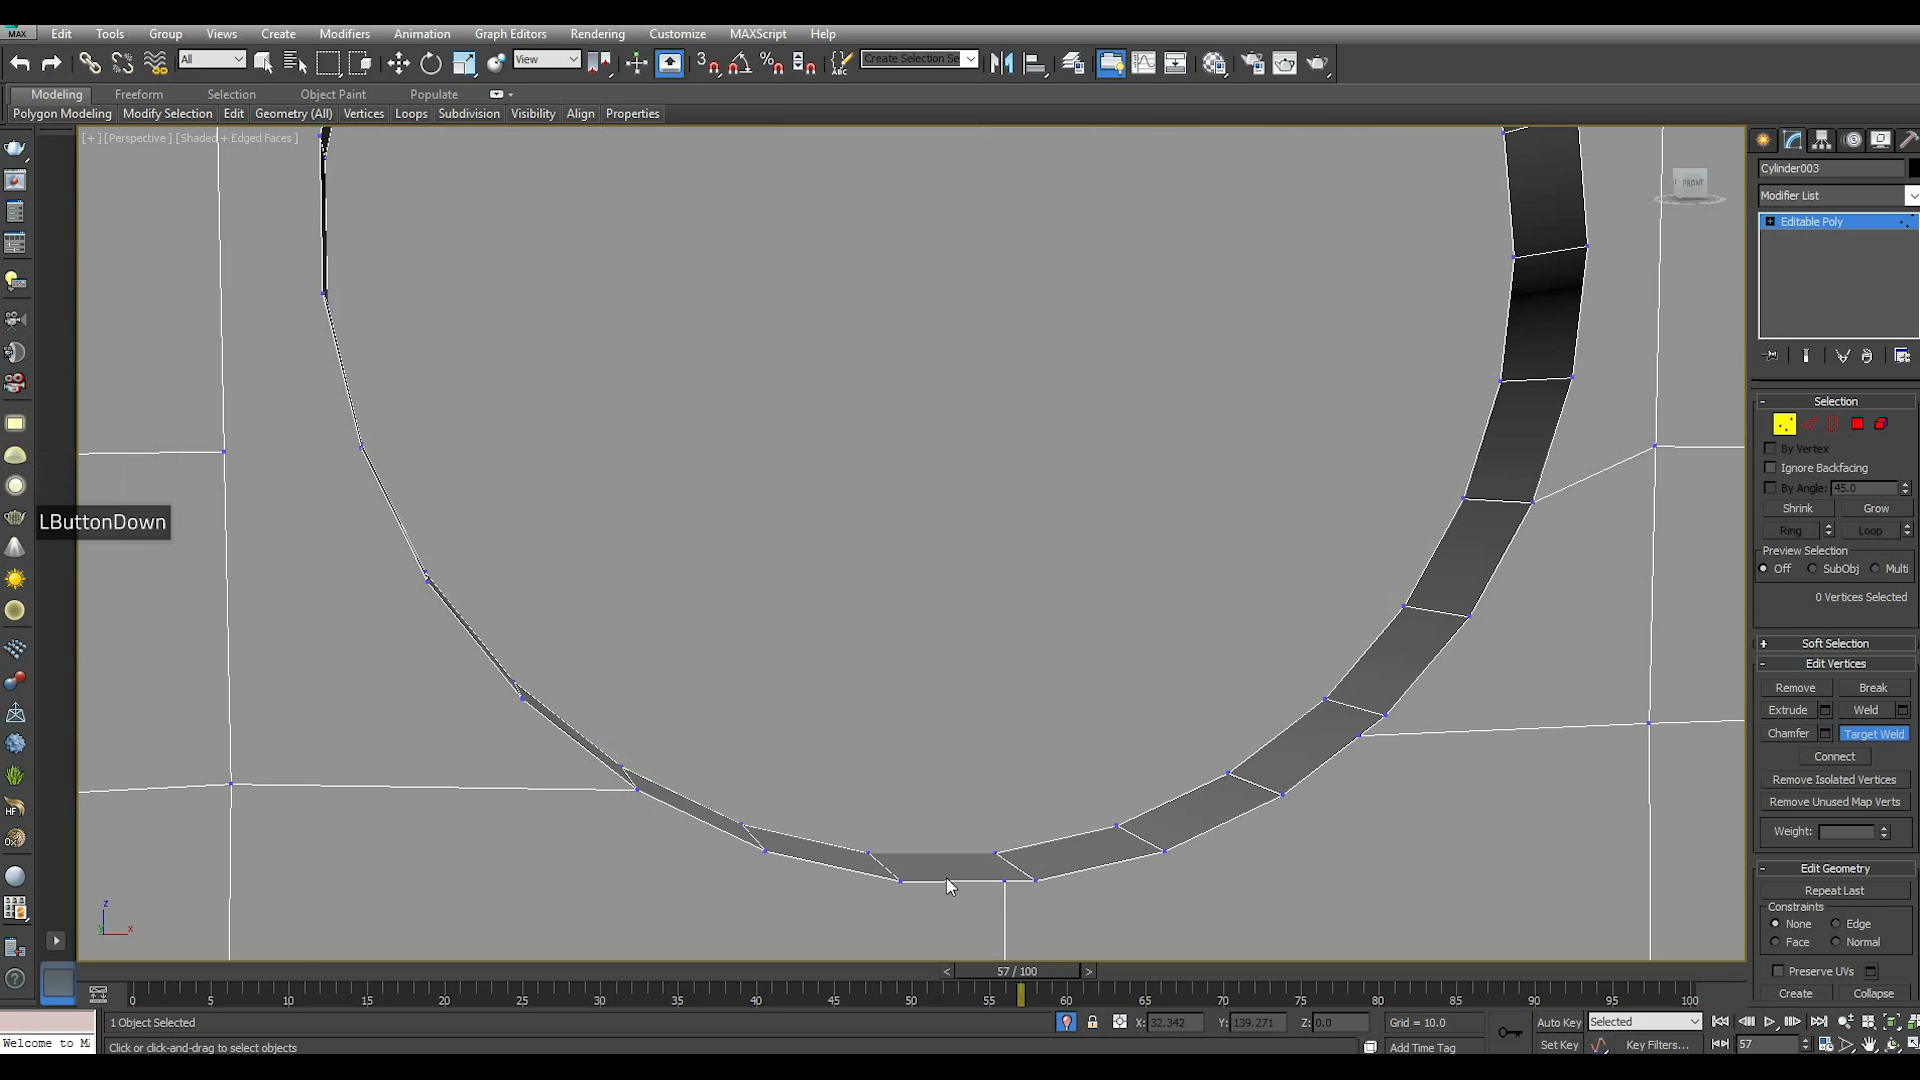 MAX Edit Tools Group Views Create Modifiers Animation Graph Editors Rendering Customize MAXScript Help
All View Create Selection Se
Modeling Freeform Selection Object Paint Populate
Polygon Modeling Modify Selection Edit Geometry (All) Vertices Loops Subdivision Visibility Align Properties
[+] [Perspective ] [Shaded + Edged Faces ]
FRONT
Cylinder003
Modifier List
Editable Poly
Selection
By Vertex
Ignore Backfacing
By Angle: 45.0
Shrink Grow
Ring Loop
Preview Selection
Off SubObj Multi
0 Vertices Selected
LButtonDown
Soft Selection
Edit Vertices
Remove Break
Extrude Weld
Chamfer Target Weld
Connect
Remove Isolated Vertices
Remove Unused Map Verts
Weight:
Edit Geometry
Repeat Last
Constraints
None Edge
Face Normal
Preserve UVs
Create Collapse
z
y x
< 57 / 100 >
0 5 10 15 20 25 30 35 40 45 50 55 60 65 70 75 80 85 90 95 100
1 Object Selected X: 32.342 Y: 139.271 Z: 0.0 Grid = 10.0 Auto Key Selected
Welcome to MA Click or click-and-drag to select objects Add Time Tag Set Key Key Filters... 57